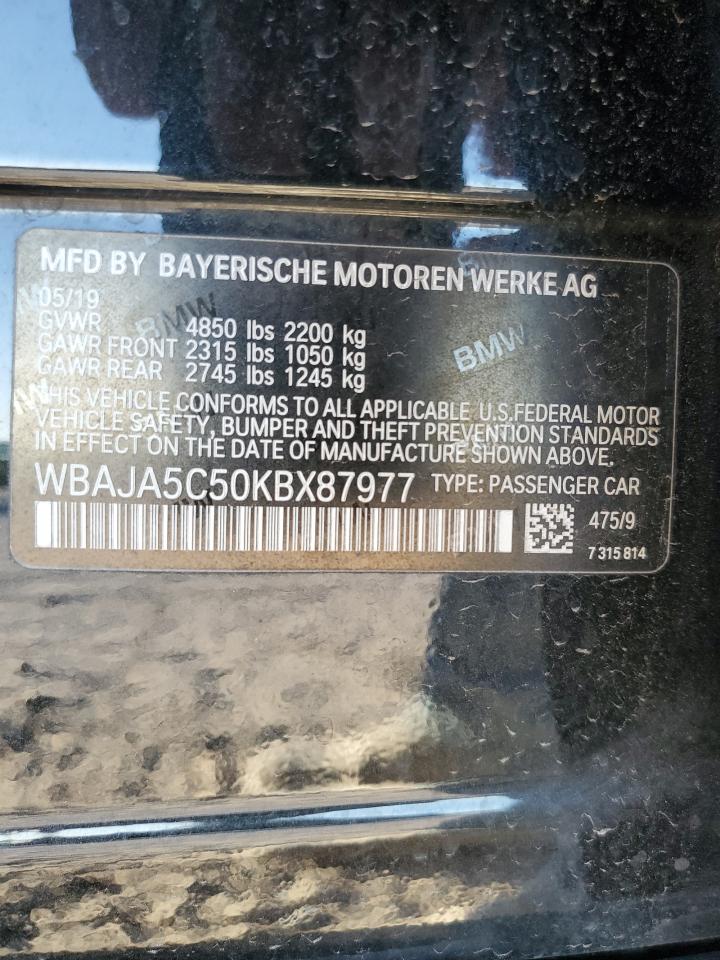 MFD BY BAYERISCHE MOTOREN WERKE AG
05/19
GVWR 4850 lbs 2200 kg
GAWR FRONT 2315 lbs 1050 kg
GAWR REAR 2745 lbs 1245 kg
THIS VEHICLE CONFORMS TO ALL APPLICABLE U.S.FEDERAL MOTOR
VEHICLE SAFETY, BUMPER AND THEFT PREVENTION STANDARDS
IN EFFECT ON THE DATE OF MANUFACTURE SHOWN ABOVE.
WBAJA5C50KBX87977 TYPE: PASSENGER CAR
475/9
7 315 814
BMW
BMW